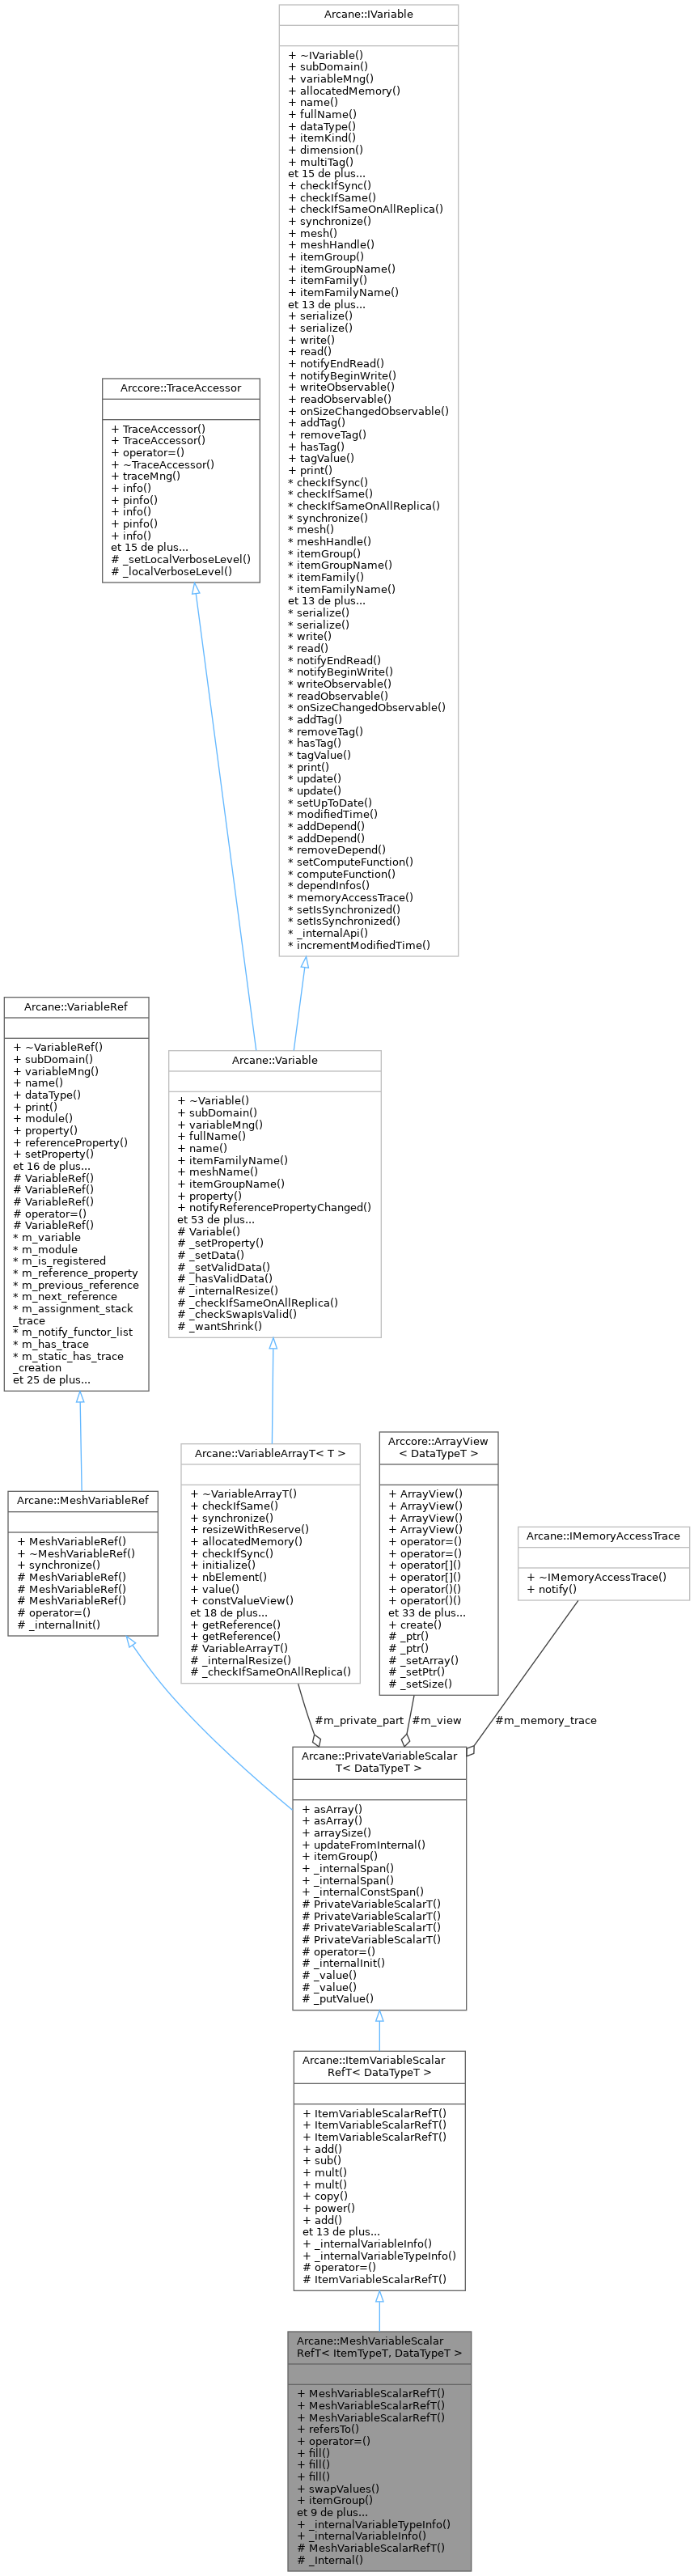 Arcane::IVariable
+ ~IVariable()
+ subDomain()
+ variableMng()
+ allocatedMemory()
+ name()
+ fullName()
+ dataType()
+ itemKind()
+ dimension()
+ multiTag()
et 15 de plus...
+ checkIfSync()
+ checkIfSame()
+ checkIfSameOnAllReplica()
+ synchronize()
+ mesh()
+ meshHandle()
+ itemGroup()
+ itemGroupName()
+ itemFamily()
+ itemFamilyName()
et 13 de plus...
+ serialize()
+ serialize()
+ write()
+ read()
+ notifyEndRead()
+ notifyBeginWrite()
+ writeObservable()
+ readObservable()
+ onSizeChangedObservable()
+ addTag()
+ removeTag()
+ hasTag()
+ tagValue()
+ print()
* checkIfSync()
* checkIfSame()
* checkIfSameOnAllReplica()
* synchronize()
* mesh()
* meshHandle()
* itemGroup()
* itemGroupName()
* itemFamily()
* itemFamilyName()
et 13 de plus...
* serialize()
* serialize()
* write()
* read()
* notifyEndRead()
* notifyBeginWrite()
* writeObservable()
* readObservable()
* onSizeChangedObservable()
* addTag()
* removeTag()
* hasTag()
* tagValue()
* print()
* update()
* update()
* setUpToDate()
* modifiedTime()
* addDepend()
* addDepend()
* removeDepend()
* setComputeFunction()
* computeFunction()
* dependInfos()
* memoryAccessTrace()
* setIsSynchronized()
* setIsSynchronized()
* _internalApi()
* incrementModifiedTime()
Arccore::TraceAccessor
+ TraceAccessor()
+ TraceAccessor()
+ operator=()
+ ~TraceAccessor()
+ traceMng()
+ info()
+ pinfo()
+ info()
+ pinfo()
+ info()
et 15 de plus...
# _setLocalVerboseLevel()
# _localVerboseLevel()
Arcane::VariableRef
+ ~VariableRef()
+ subDomain()
+ variableMng()
+ name()
+ dataType()
+ print()
+ module()
+ property()
+ referenceProperty()
+ setProperty()
et 16 de plus...
# VariableRef()
# VariableRef()
# VariableRef()
# operator=()
# VariableRef()
* m_variable
* m_module
* m_is_registered
* m_reference_property
* m_previous_reference
* m_next_reference
* m_assignment_stack
_trace
* m_notify_functor_list
* m_has_trace
* m_static_has_trace
_creation
et 25 de plus...
Arcane::Variable
+ ~Variable()
+ subDomain()
+ variableMng()
+ fullName()
+ name()
+ itemFamilyName()
+ meshName()
+ itemGroupName()
+ property()
+ notifyReferencePropertyChanged()
et 53 de plus...
# Variable()
# _setProperty()
# _setData()
# _setValidData()
# _hasValidData()
# _internalResize()
# _checkIfSameOnAllReplica()
# _checkSwapIsValid()
# _wantShrink()
Arcane::MeshVariableRef
+ MeshVariableRef()
+ ~MeshVariableRef()
+ synchronize()
# MeshVariableRef()
# MeshVariableRef()
# MeshVariableRef()
# operator=()
# _internalInit()
Arcane::VariableArrayT< T >
+ ~VariableArrayT()
+ checkIfSame()
+ synchronize()
+ resizeWithReserve()
+ allocatedMemory()
+ checkIfSync()
+ initialize()
+ nbElement()
+ value()
+ constValueView()
et 18 de plus...
+ getReference()
+ getReference()
# VariableArrayT()
# _internalResize()
# _checkIfSameOnAllReplica()
Arccore::ArrayView
< DataTypeT >
+ ArrayView()
+ ArrayView()
+ ArrayView()
+ ArrayView()
+ operator=()
+ operator=()
+ operator[]()
+ operator[]()
+ operator()()
+ operator()()
et 33 de plus...
+ create()
# _ptr()
# _ptr()
# _setArray()
# _setPtr()
# _setSize()
Arcane::IMemoryAccessTrace
+ ~IMemoryAccessTrace()
+ notify()
#m_private_part
#m_view
#m_memory_trace
Arcane::PrivateVariableScalar
T< DataTypeT >
+ asArray()
+ asArray()
+ arraySize()
+ updateFromInternal()
+ itemGroup()
+ _internalSpan()
+ _internalSpan()
+ _internalConstSpan()
# PrivateVariableScalarT()
# PrivateVariableScalarT()
# PrivateVariableScalarT()
# PrivateVariableScalarT()
# operator=()
# _internalInit()
# _value()
# _value()
# _putValue()
Arcane::ItemVariableScalar
RefT< DataTypeT >
+ ItemVariableScalarRefT()
+ ItemVariableScalarRefT()
+ ItemVariableScalarRefT()
+ add()
+ sub()
+ mult()
+ mult()
+ copy()
+ power()
+ add()
et 13 de plus...
+ _internalVariableInfo()
+ _internalVariableTypeInfo()
# operator=()
# ItemVariableScalarRefT()
Arcane::MeshVariableScalar
RefT< ItemTypeT, DataTypeT >
+ MeshVariableScalarRefT()
+ MeshVariableScalarRefT()
+ MeshVariableScalarRefT()
+ refersTo()
+ operator=()
+ fill()
+ fill()
+ fill()
+ swapValues()
+ itemGroup()
et 9 de plus...
+ _internalVariableTypeInfo()
+ _internalVariableInfo()
# MeshVariableScalarRefT()
# _Internal()